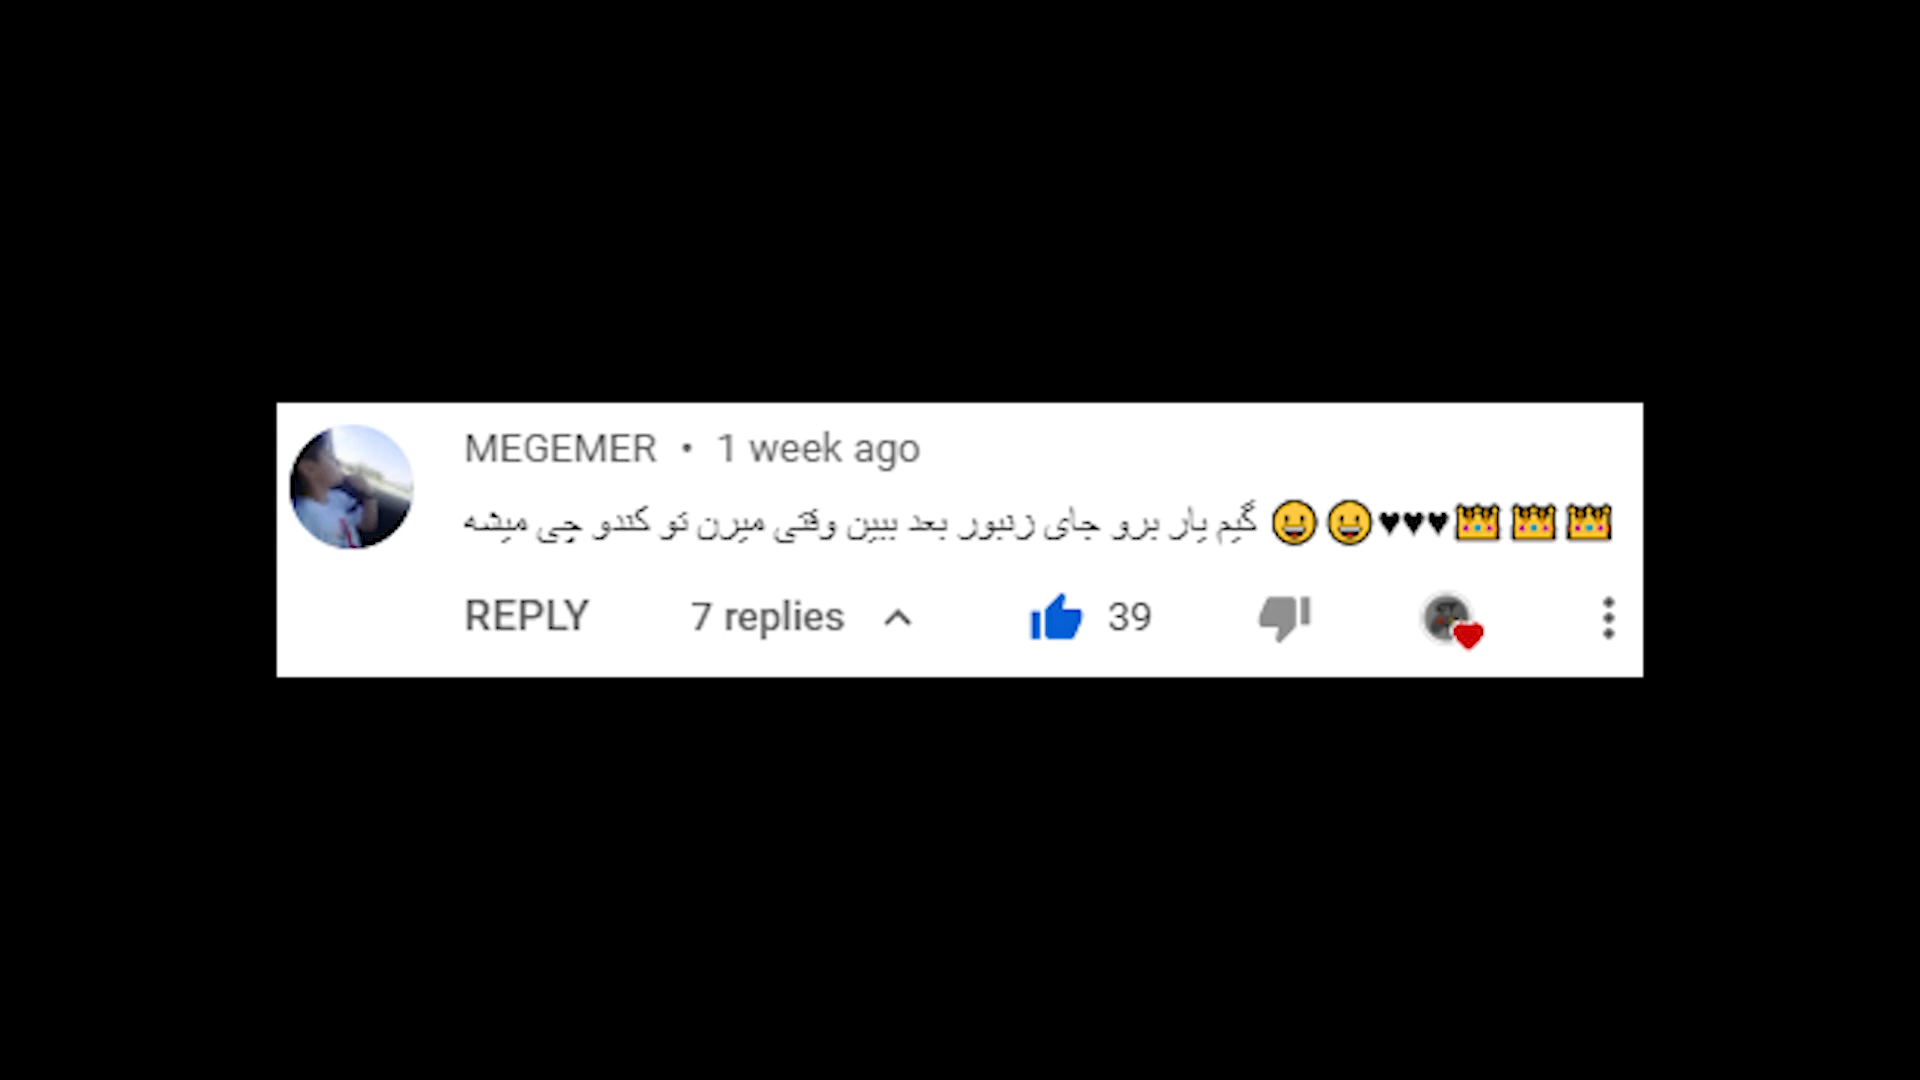 MEGEMER • 1 week ago
گیم یار برو جای زنبور بعد ببین وقتی میرن تو کندو چی میشه 😀😀♥♥♥👑👑👑
REPLY 7 replies 39